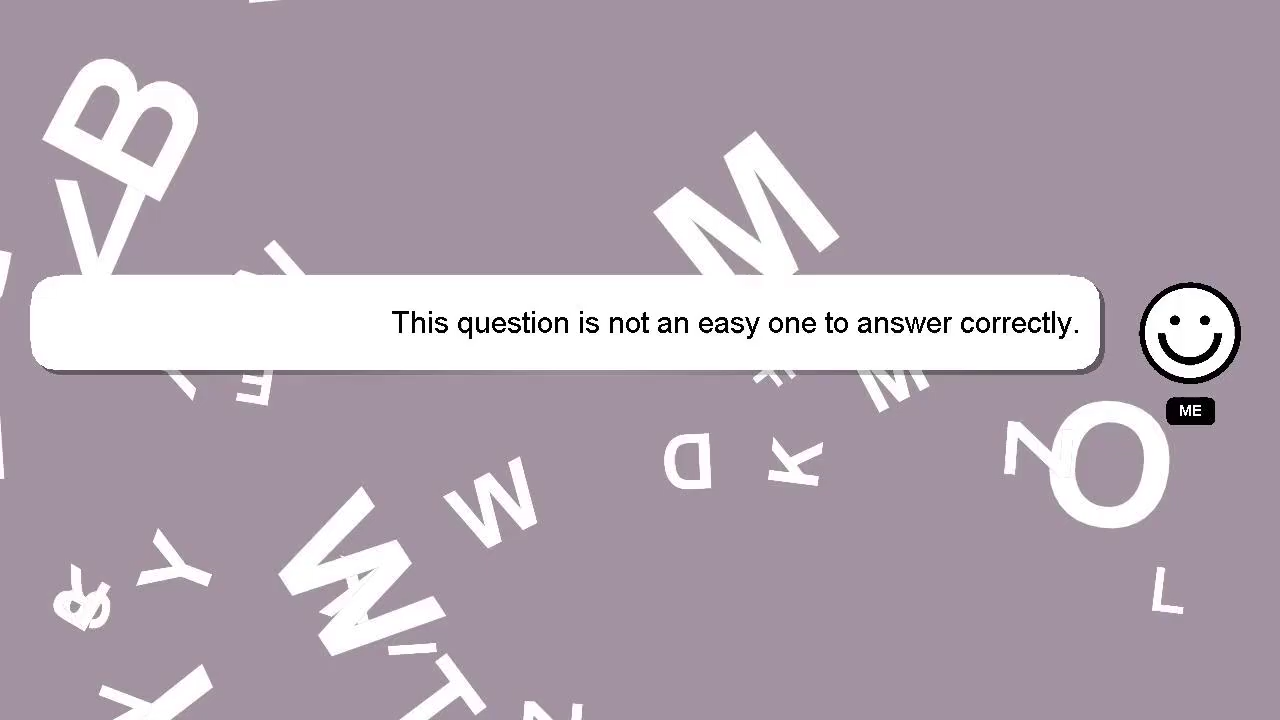 This question is not an easy one to answer correctly.
ME
B
V
M
E
M
D
K
W
Z
O
Y
W
L
T